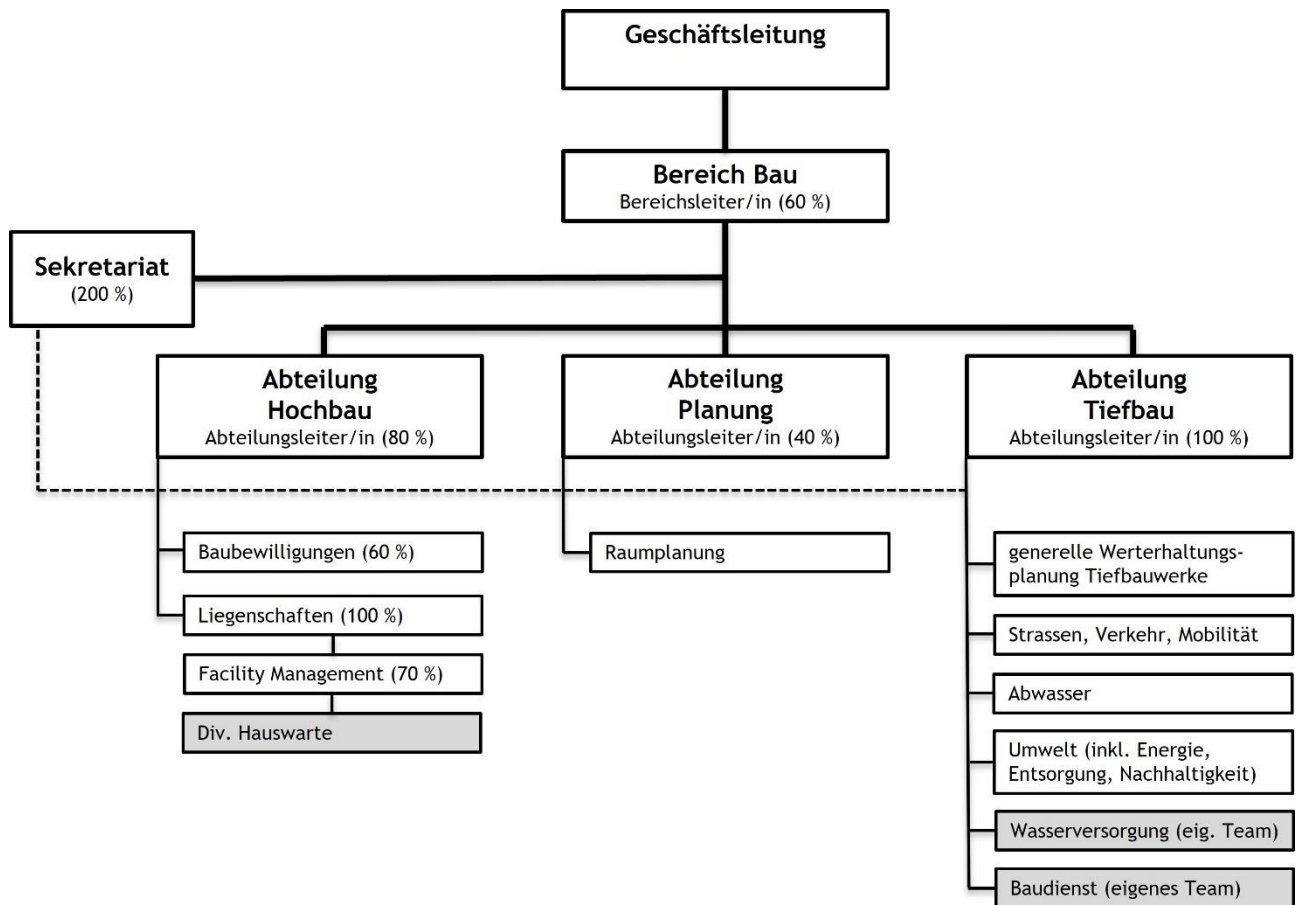 Geschäftsleitung
Bereich Bau
Bereichsleiter/in (60 %)
Sekretariat
(200 %)
Abteilung
Hochbau
Abteilungsleiter/in (80 %)
Abteilung
Planung
Abteilungsleiter/in (40 %)
Abteilung
Tiefbau
Abteilungsleiter/in (100 %)
Baubewilligungen (60 %)
Liegenschaften (100 %)
Facility Management (70 %)
Div. Hauswarte
Raumplanung
generelle Werterhaltungs-
planung Tiefbauwerke
Strassen, Verkehr, Mobilität
Abwasser
Umwelt (inkl. Energie,
Entsorgung, Nachhaltigkeit)
Wasserversorgung (eig. Team)
Baudienst (eigenes Team)